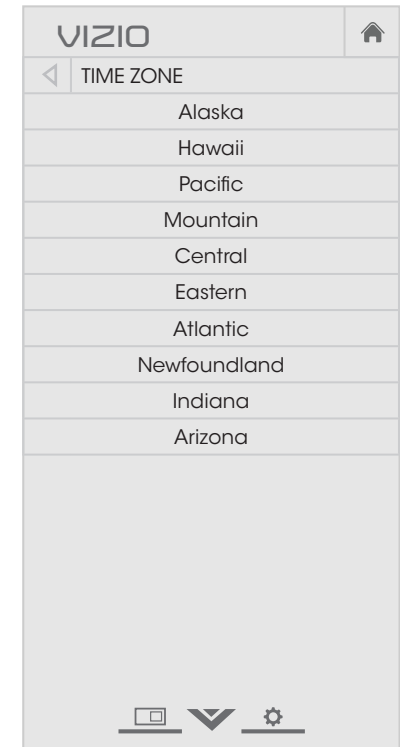 VIZIO
TIME ZONE
Alaska
Hawaii
Pacific
Mountain
Central
Eastern
Atlantic
Newfoundland
Indiana
Arizona